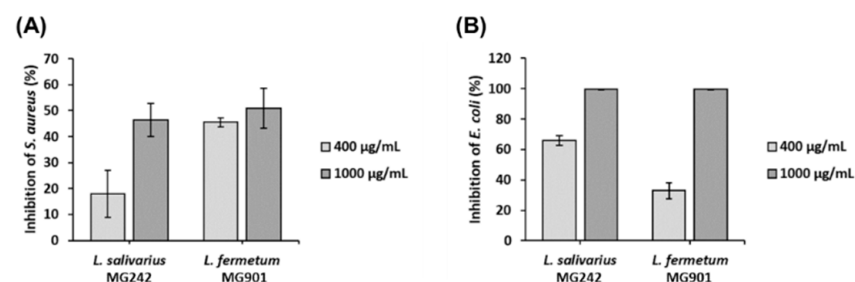 (A)
Inhibition of S. aureus (%)
70
60
50
40
30
20
10
0
L. salivarius
MG242
L. fermetum
MG901
400 µg/mL
1000 µg/mL
(B)
Inhibition of E. coli (%)
120
100
80
60
40
20
0
L. salivarius
MG242
L. fermetum
MG901
400 µg/mL
1000 µg/mL